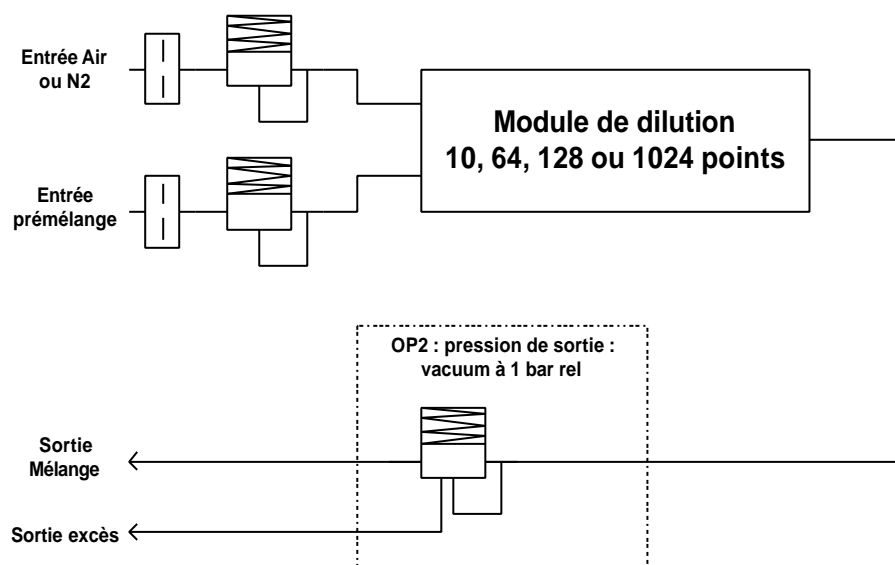 Entrée Air
ou N2
Module de dilution
10, 64, 128 ou 1024 points
Entrée
prémélange
OP2 : pression de sortie :
vacuum à 1 bar rel
Sortie
Mélange
Sortie excès